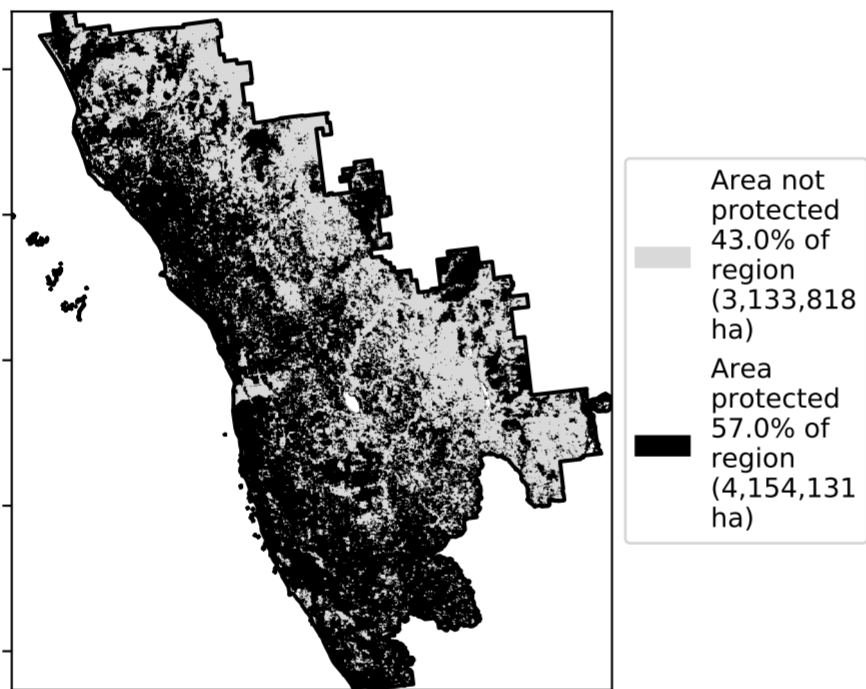 Area not
protected
43.0% of
region
(3,133,818
ha)
Area
protected
57.0% of
region
(4,154,131
ha)